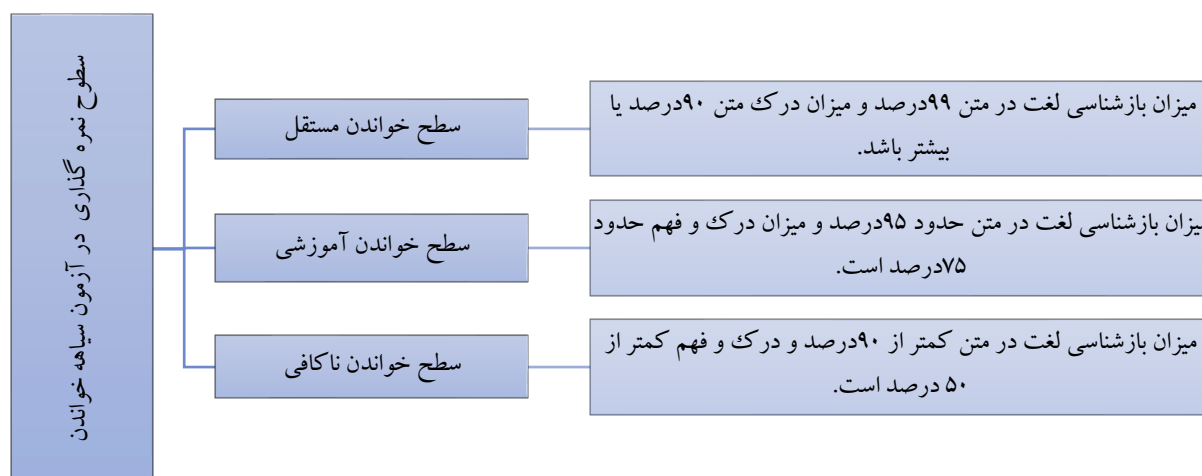 سطوح نمره گذاری در آزمون سیاهه خواندن
سطح خواندن مستقل
میزان بازشناسی لغت در متن ۹۹درصد و میزان درک متن ۹۰درصد یا
بیشتر باشد.
سطح خواندن آموزشی
میزان بازشناسی لغت در متن حدود ۹۵درصد و میزان درک و فهم حدود
۷۵درصد است.
سطح خواندن ناکافی
میزان بازشناسی لغت در متن کمتر از ۹۰درصد و درک و فهم کمتر از
۵۰ درصد است.